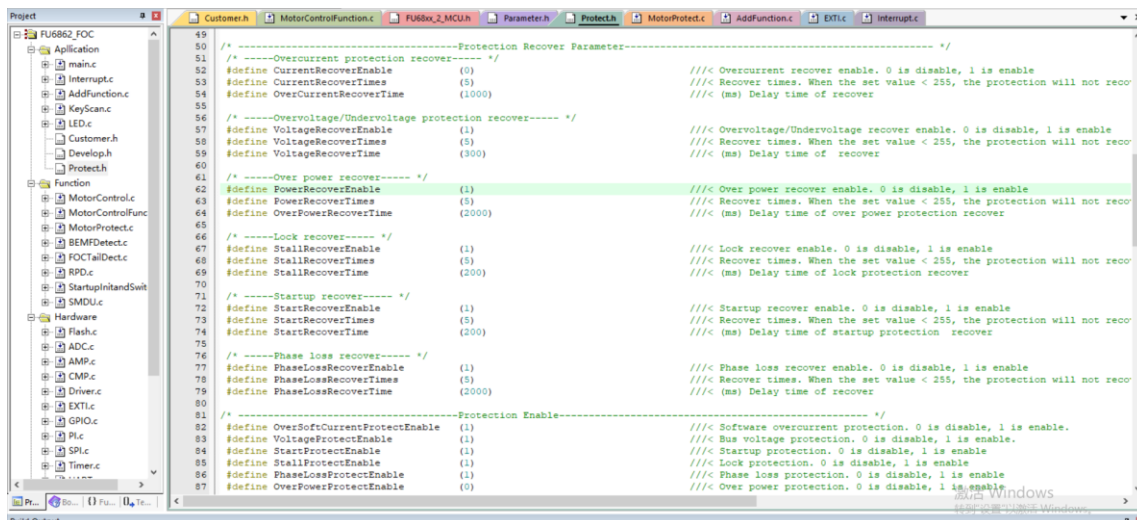 Project
Customer.h MotorControlFunction.c FU68xx_2_MCU.h Parameter.h Protect.h MotorProtect.c AddFunction.c EXTI.c Interrupt.c
FU6862_FOC
Apllication
main.c
Interrupt.c
AddFunction.c
KeyScan.c
LED.c
Customer.h
Develop.h
Protect.h
Function
MotorControl.c
MotorControlFunc
MotorProtect.c
BEMFDetect.c
FOCTailDect.c
RPD.c
StartupInitandSwit
SMDU.c
Hardware
Flash.c
ADC.c
AMP.c
CMP.c
Driver.c
EXTI.c
GPIO.c
PI.c
SPI.c
Timer.c
Pr... Bo... {} Fu... Te...
49
50 /* -------------------------------------Protection Recover Parameter---------------------------------------------------- */
51 /* -----Overcurrent protection recover----- */
52 #define CurrentRecoverEnable (0) ///< Overcurrent recover enable. 0 is disable, 1 is enable
53 #define CurrentRecoverTimes (5) ///< Recover times. When the set value < 255, the protection will not reco
54 #define OverCurrentRecoverTime (1000) ///< (ms) Delay time of recover
55
56 /* -----Overvoltage/Undervoltage protection recover----- */
57 #define VoltageRecoverEnable (1) ///< Overvoltage/Undervoltage recover enable. 0 is disable, 1 is enable
58 #define VoltageRecoverTimes (5) ///< Recover times. When the set value < 255, the protection will not reco
59 #define VoltageRecoverTime (300) ///< (ms) Delay time of  recover
60
61 /* -----Over power recover----- */
62 #define PowerRecoverEnable (1) ///< Over power recover enable. 0 is disable, 1 is enable
63 #define PowerRecoverTimes (5) ///< Recover times. When the set value < 255, the protection will not reco
64 #define OverPowerRecoverTime (2000) ///< (ms) Delay time of over power protection recover
65
66 /* -----Lock recover----- */
67 #define StallRecoverEnable (1) ///< Lock recover enable. 0 is disable, 1 is enable
68 #define StallRecoverTimes (5) ///< Recover times. When the set value < 255, the protection will not reco
69 #define StallRecoverTime (200) ///< (ms) Delay time of lock protection recover
70
71 /* -----Startup recover----- */
72 #define StartRecoverEnable (1) ///< Startup recover enable. 0 is disable, 1 is enable
73 #define StartRecoverTimes (5) ///< Recover times. When the set value < 255, the protection will not reco
74 #define StartRecoverTime (200) ///< (ms) Delay time of startup protection  recover
75
76 /* -----Phase loss recover----- */
77 #define PhaseLossRecoverEnable (1) ///< Phase loss recover enable. 0 is disable, 1 is enable
78 #define PhaseLossRecoverTimes (5) ///< Recover times. When the set value < 255, the protection will not reco
79 #define PhaseLossRecoverTime (2000) ///< (ms) Delay time of recover
80
81 /* -------------------------------------Protection Enable---------------------------------------------------- */
82 #define OverSoftCurrentProtectEnable (1) ///< Software overcurrent protection. 0 is disable, 1 is enable.
83 #define VoltageProtectEnable (1) ///< Bus voltage protection. 0 is disable, 1 is enable.
84 #define StartProtectEnable (1) ///< Startup protection. 0 is disable, 1 is enable
85 #define StallProtectEnable (1) ///< Lock protection. 0 is disable, 1 is enable
86 #define PhaseLossProtectEnable (1) ///< Phase loss protection. 0 is disable, 1 is enable
87 #define OverPowerProtectEnable (0) ///< Over power protection. 0 is disable, 1 is enable
激活 Windows
转到"设置"以激活 Windows。